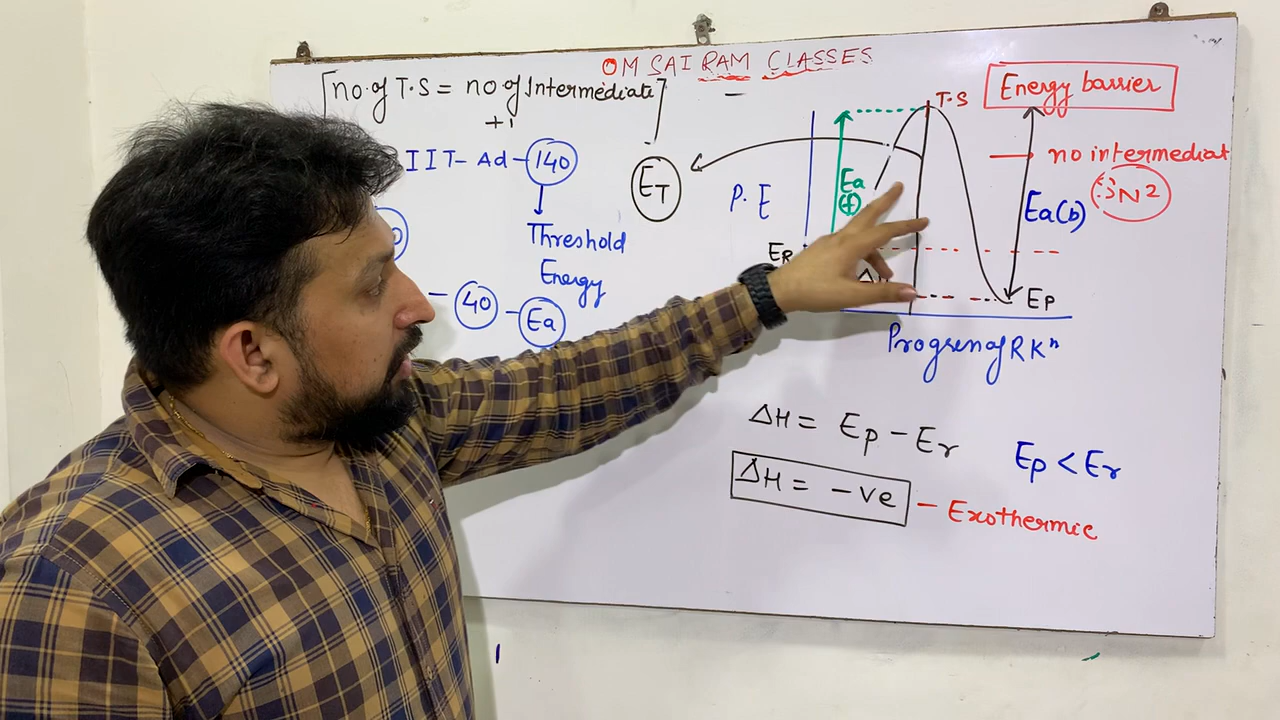 OM SAI RAM CLASSES
[no. of T.S = no of Intermediate]
+1
IIT- Ad - 140
Threshold
Energy
- 40 - Ea
ET
P.E
Ea
(f)
ER
ΔH
T.S
Energy barrier
no intermediat
SN2
Ea(b)
EP
Progress of RXn
ΔH = Ep - Er
Ep < Er
ΔH = -ve - Exothermic